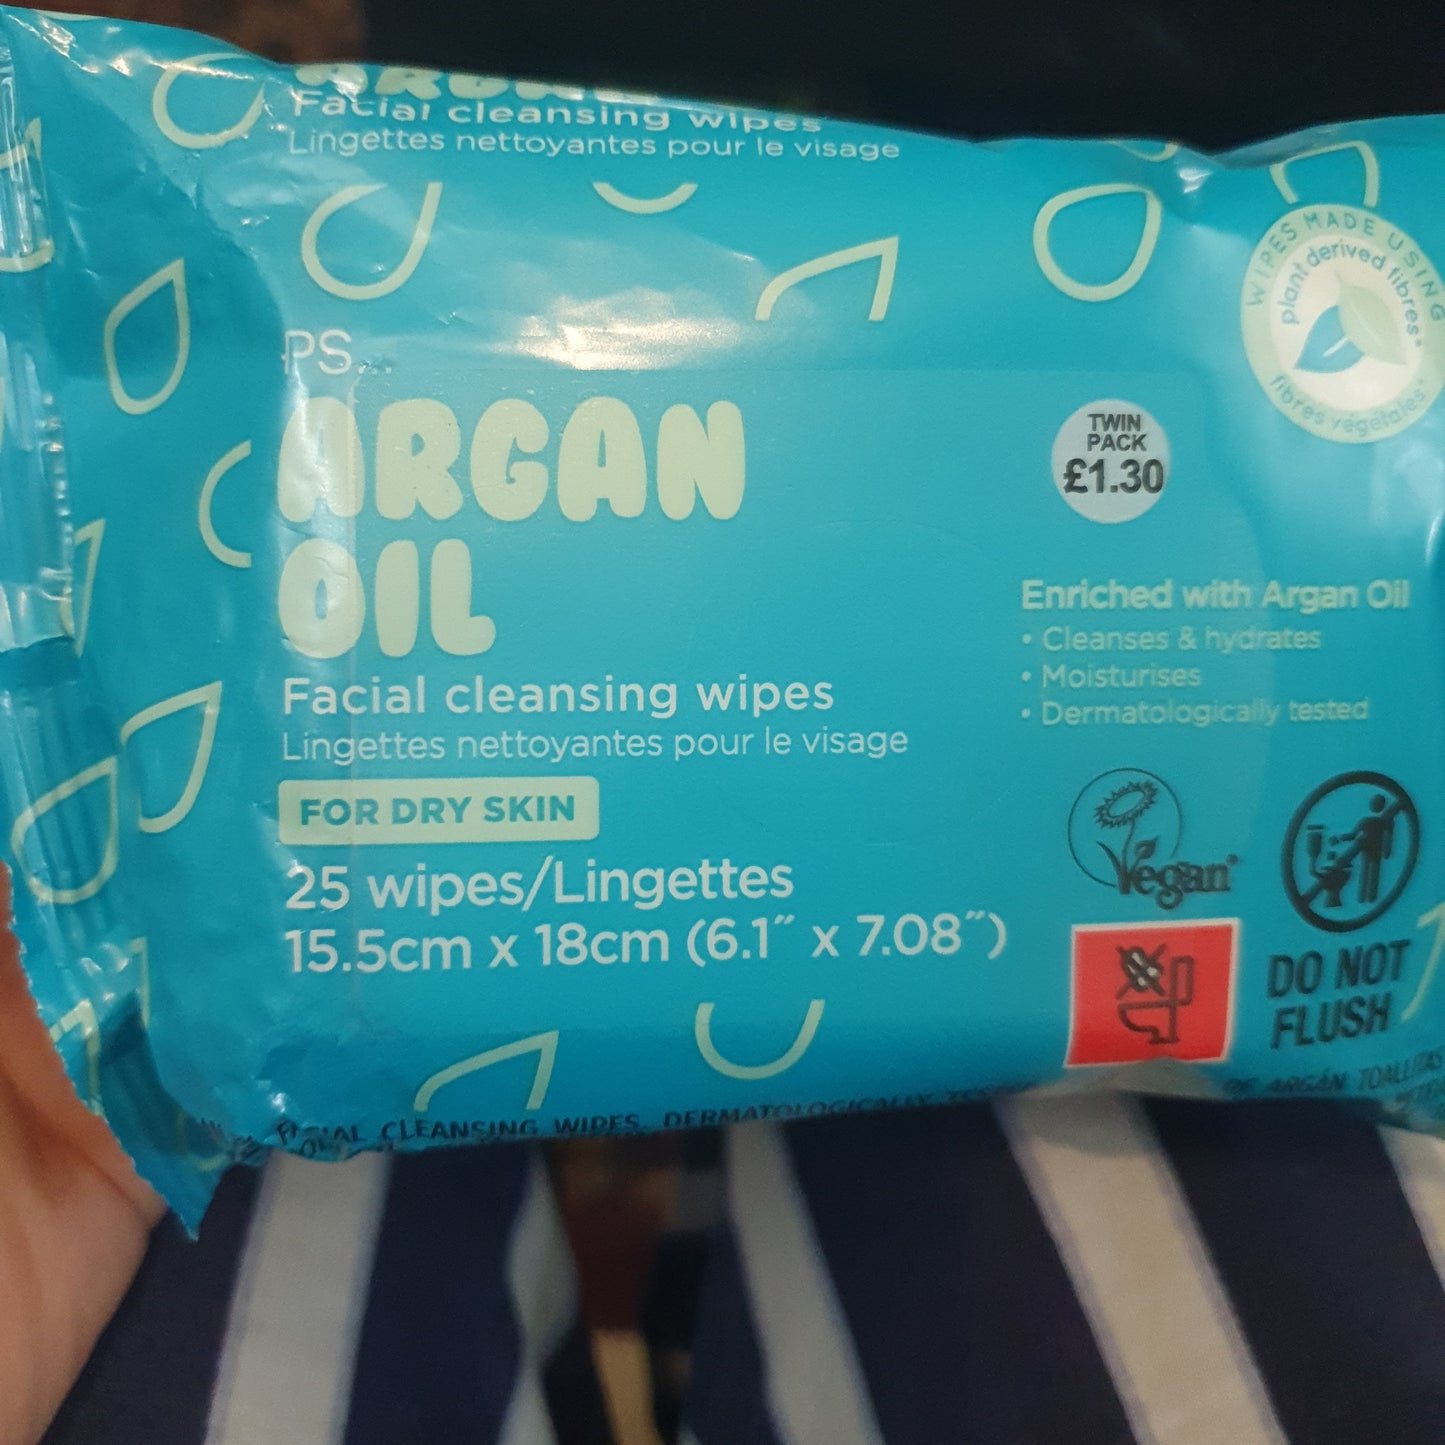 Facial cleansing wipes
Lingettes nettoyantes pour le visage
WIPES MADE USING
plant derived fibres*
fibres végétales*
PS...
ARGAN
OIL
TWIN
PACK
£1.30
Facial cleansing wipes
Lingettes nettoyantes pour le visage
FOR DRY SKIN
25 wipes/Lingettes
15.5cm x 18cm (6.1˝ x 7.08˝)
Enriched with Argan Oil
• Cleanses & hydrates
• Moisturises
• Dermatologically tested
Vegan
DO NOT
FLUSH
CLEANSING WIPES. DERMATOLOGICALLY
ARGÁN TOALLITAS